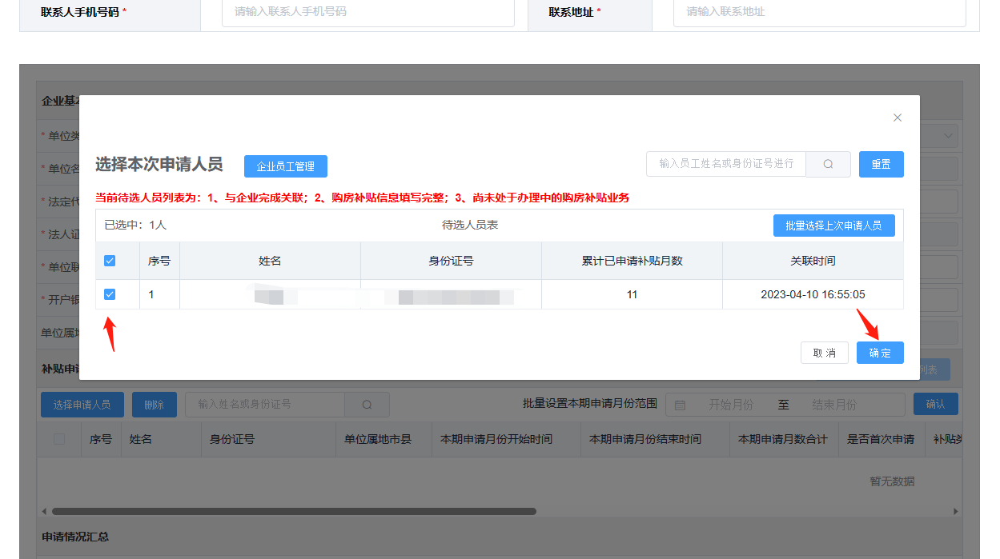 联系人手机号码 * 请输入联系人手机号码 联系地址 * 请输入联系地址
企业基
* 单位类
* 单位名
* 法定代
* 法人证
* 单位联
* 开户银
单位属地
选择本次申请人员 企业员工管理 输入员工姓名或身份证号进行 重置
当前待选人员列表为：1、与企业完成关联；2、购房补贴信息填写完整；3、尚未处于办理中的购房补贴业务
已选中：1人 待选人员表 批量选择上次申请人员
序号 姓名 身份证号 累计已申请补贴月数 关联时间
1 11 2023-04-10 16:55:05
取消 确定
补贴申请 列表
选择申请人员 删除 输入姓名或身份证号 批量设置本期申请月份范围 开始月份 至 结束月份 确认
序号 姓名 身份证号 单位属地市县 本期申请月份开始时间 本期申请月份结束时间 本期申请月数合计 是否首次申请 补贴类
暂无数据
申请情况汇总